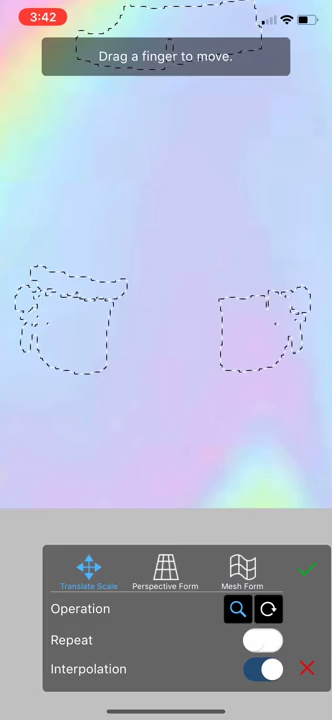 3:42
Drag a finger to move.
Translate Scale Perspective Form Mesh Form
Operation
Repeat
Interpolation